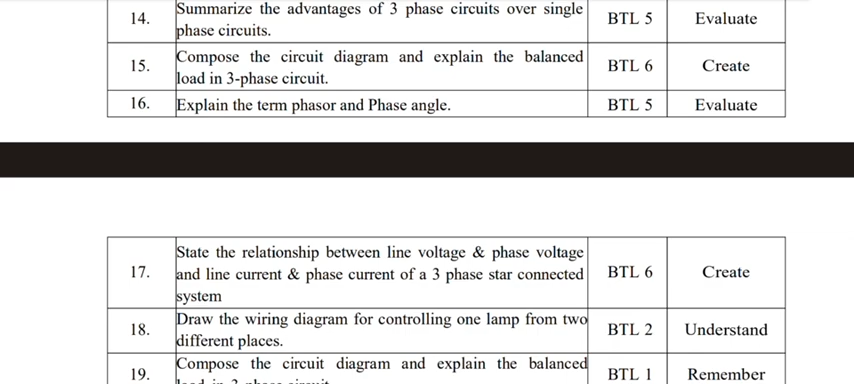 14. Summarize the advantages of 3 phase circuits over single BTL 5 Evaluate
phase circuits.
15. Compose the circuit diagram and explain the balanced BTL 6 Create
load in 3-phase circuit.
16. Explain the term phasor and Phase angle. BTL 5 Evaluate
State the relationship between line voltage & phase voltage
17. and line current & phase current of a 3 phase star connected BTL 6 Create
system
18. Draw the wiring diagram for controlling one lamp from two BTL 2 Understand
different places.
19. Compose the circuit diagram and explain the balanced BTL 1 Remember